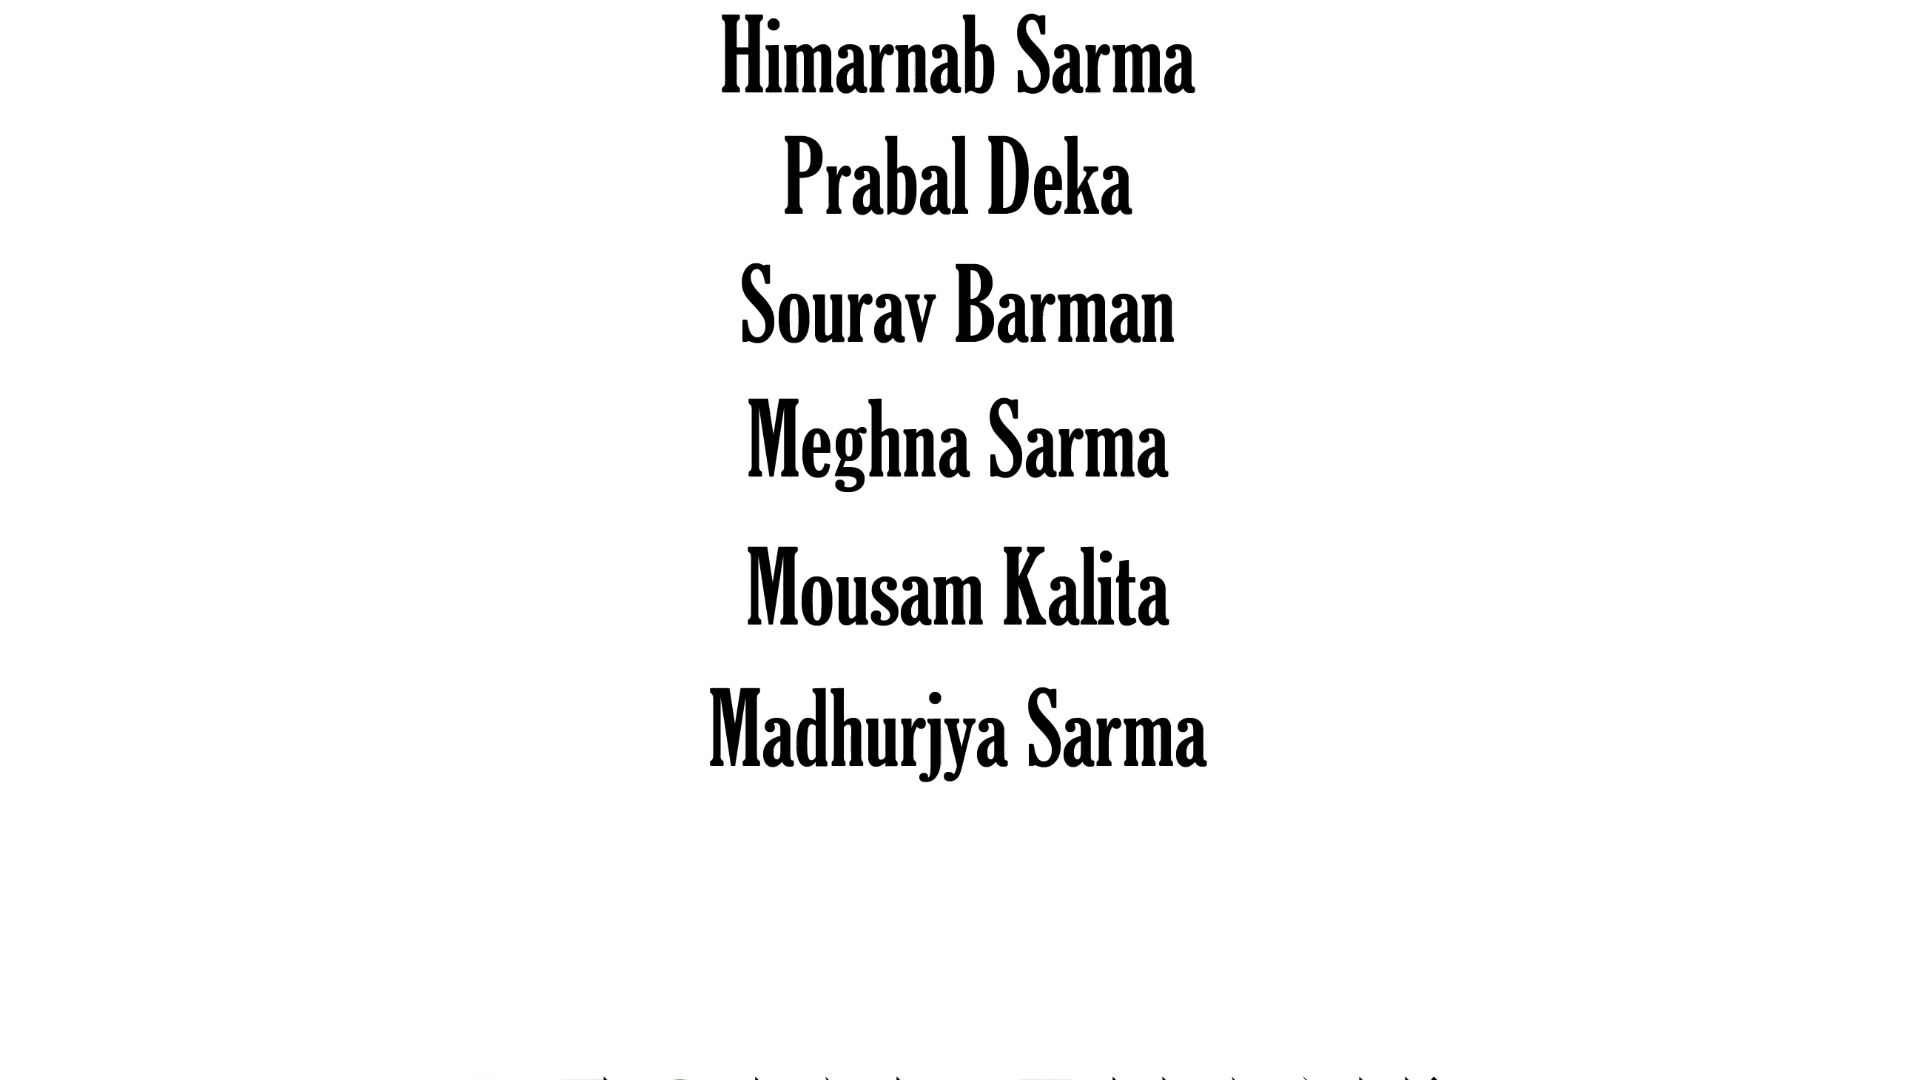 Himarnab Sarma
Prabal Deka
Sourav Barman
Meghna Sarma
Mousam Kalita
Madhurjya Sarma